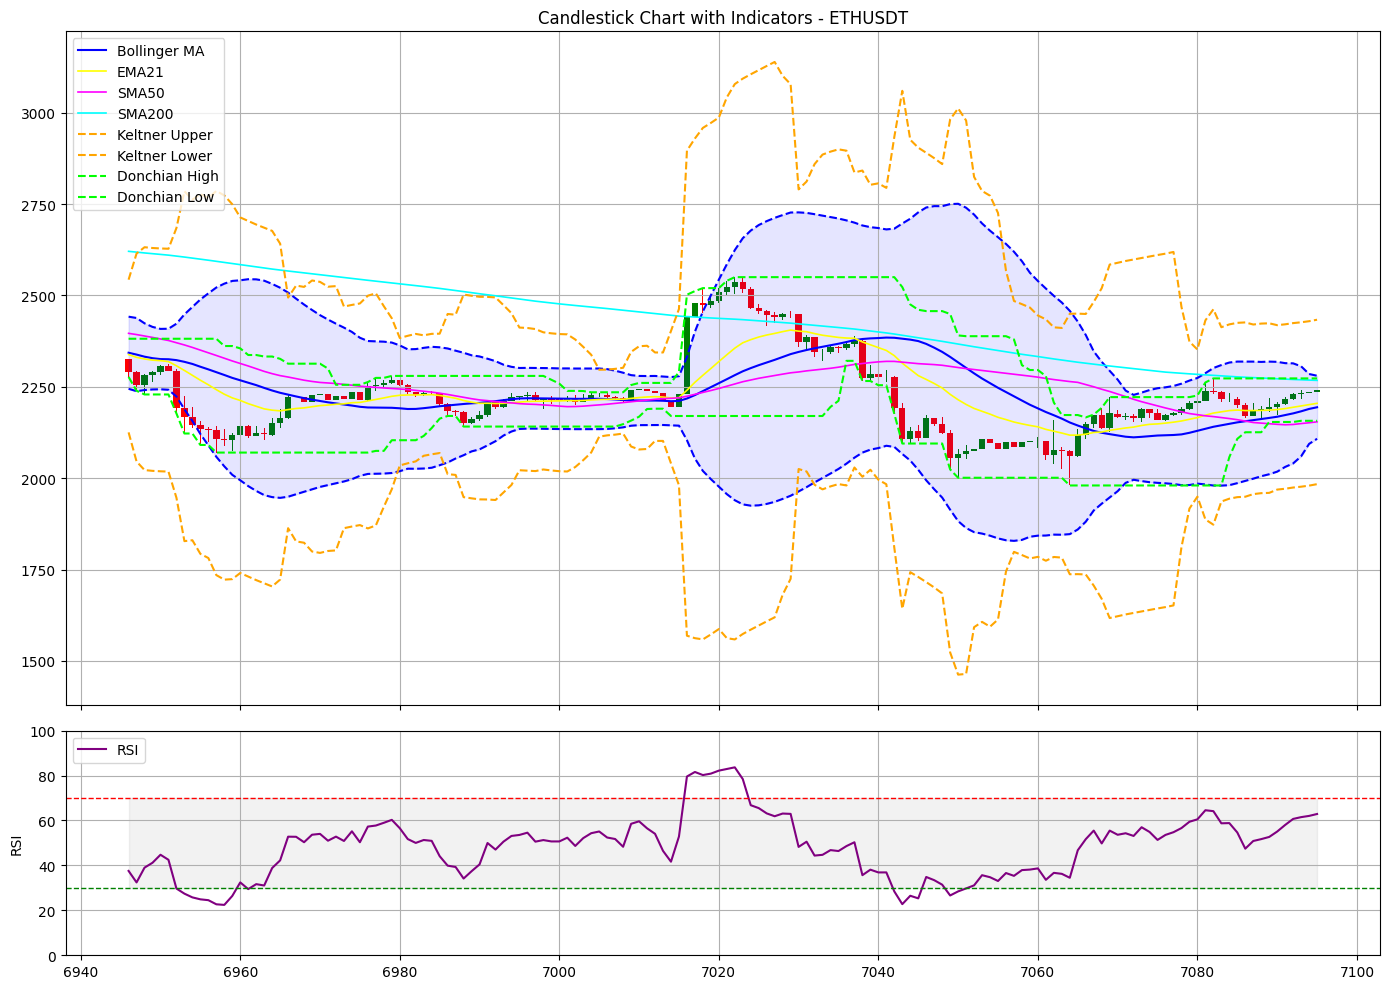 Candlestick Chart with Indicators - ETHUSDT
Bollinger MA
EMA21
SMA50
SMA200
Keltner Upper
Keltner Lower
Donchian High
Donchian Low
3000
2750
2500
2250
2000
1750
1500
100
80
60
40
20
0
RSI
RSI
6940 6960 6980 7000 7020 7040 7060 7080 7100